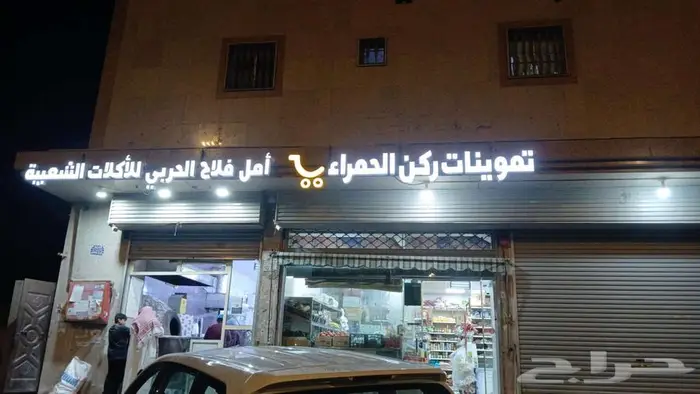 تموينات ركن الحمراء
أمل فلاح الحربي للأكلات الشعبية
حراج